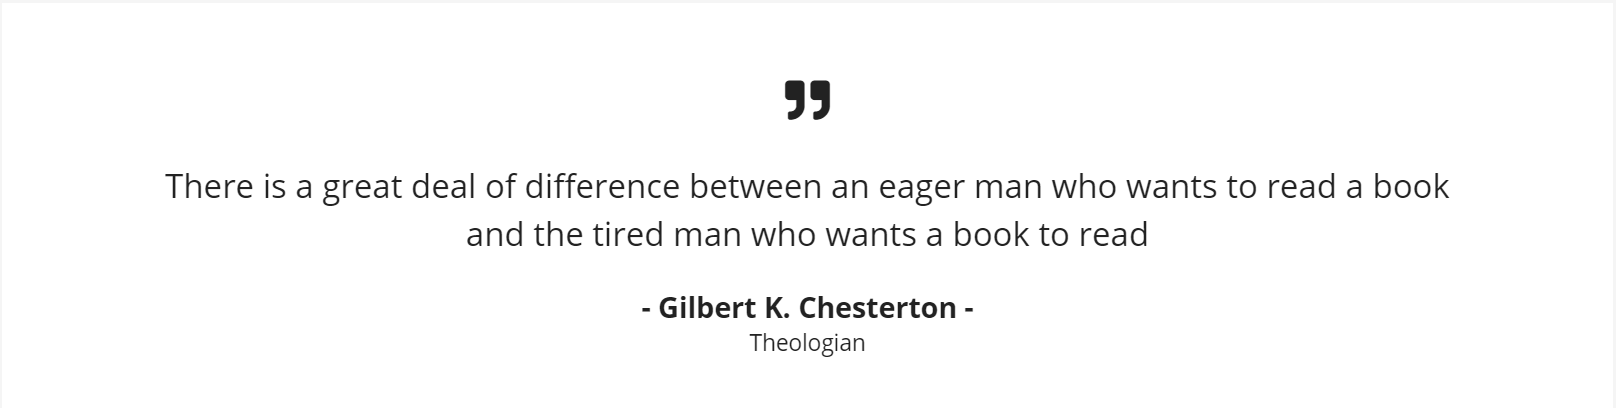 ”
There is a great deal of difference between an eager man who wants to read a book
and the tired man who wants a book to read
- Gilbert K. Chesterton -
Theologian